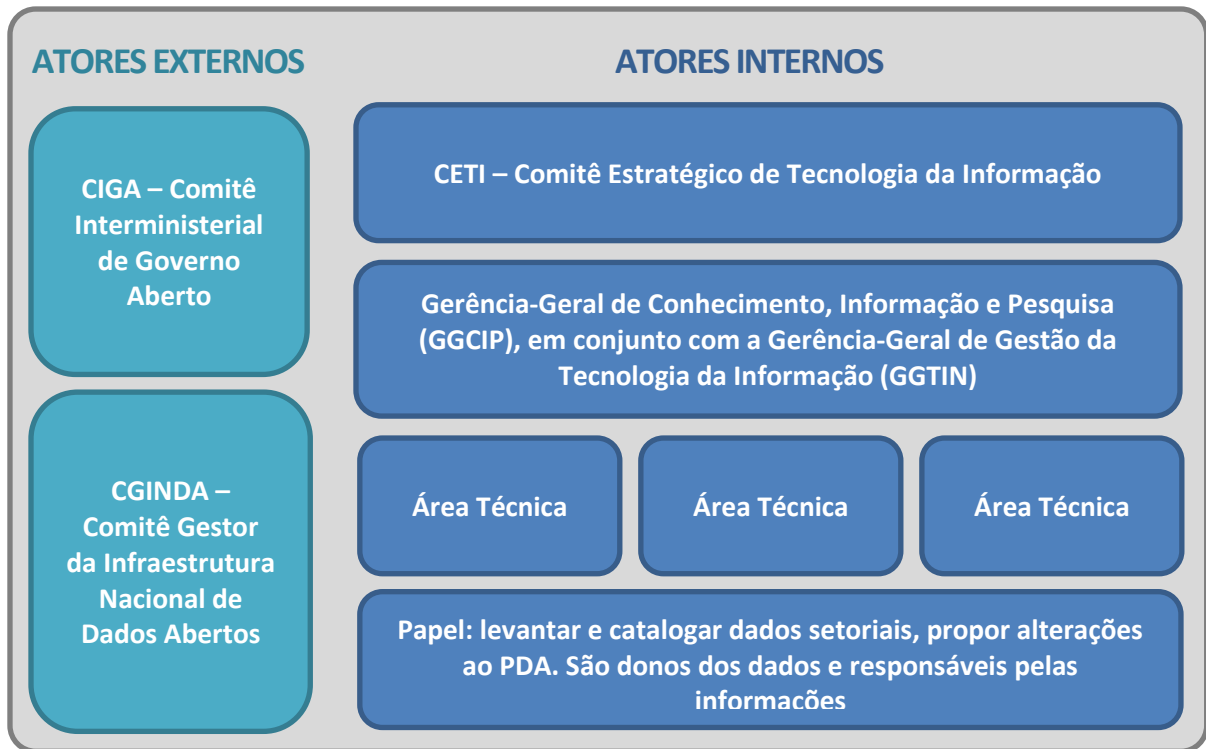 ATORES EXTERNOS
ATORES INTERNOS
CIGA – Comitê
Interministerial
de Governo
Aberto
CGINDA –
Comitê Gestor
da Infraestrutura
Nacional de
Dados Abertos
CETI – Comitê Estratégico de Tecnologia da Informação
Gerência-Geral de Conhecimento, Informação e Pesquisa
(GGCIP), em conjunto com a Gerência-Geral de Gestão da
Tecnologia da Informação (GGTIN)
Área Técnica
Área Técnica
Área Técnica
Papel: levantar e catalogar dados setoriais, propor alterações
ao PDA. São donos dos dados e responsáveis pelas
informações